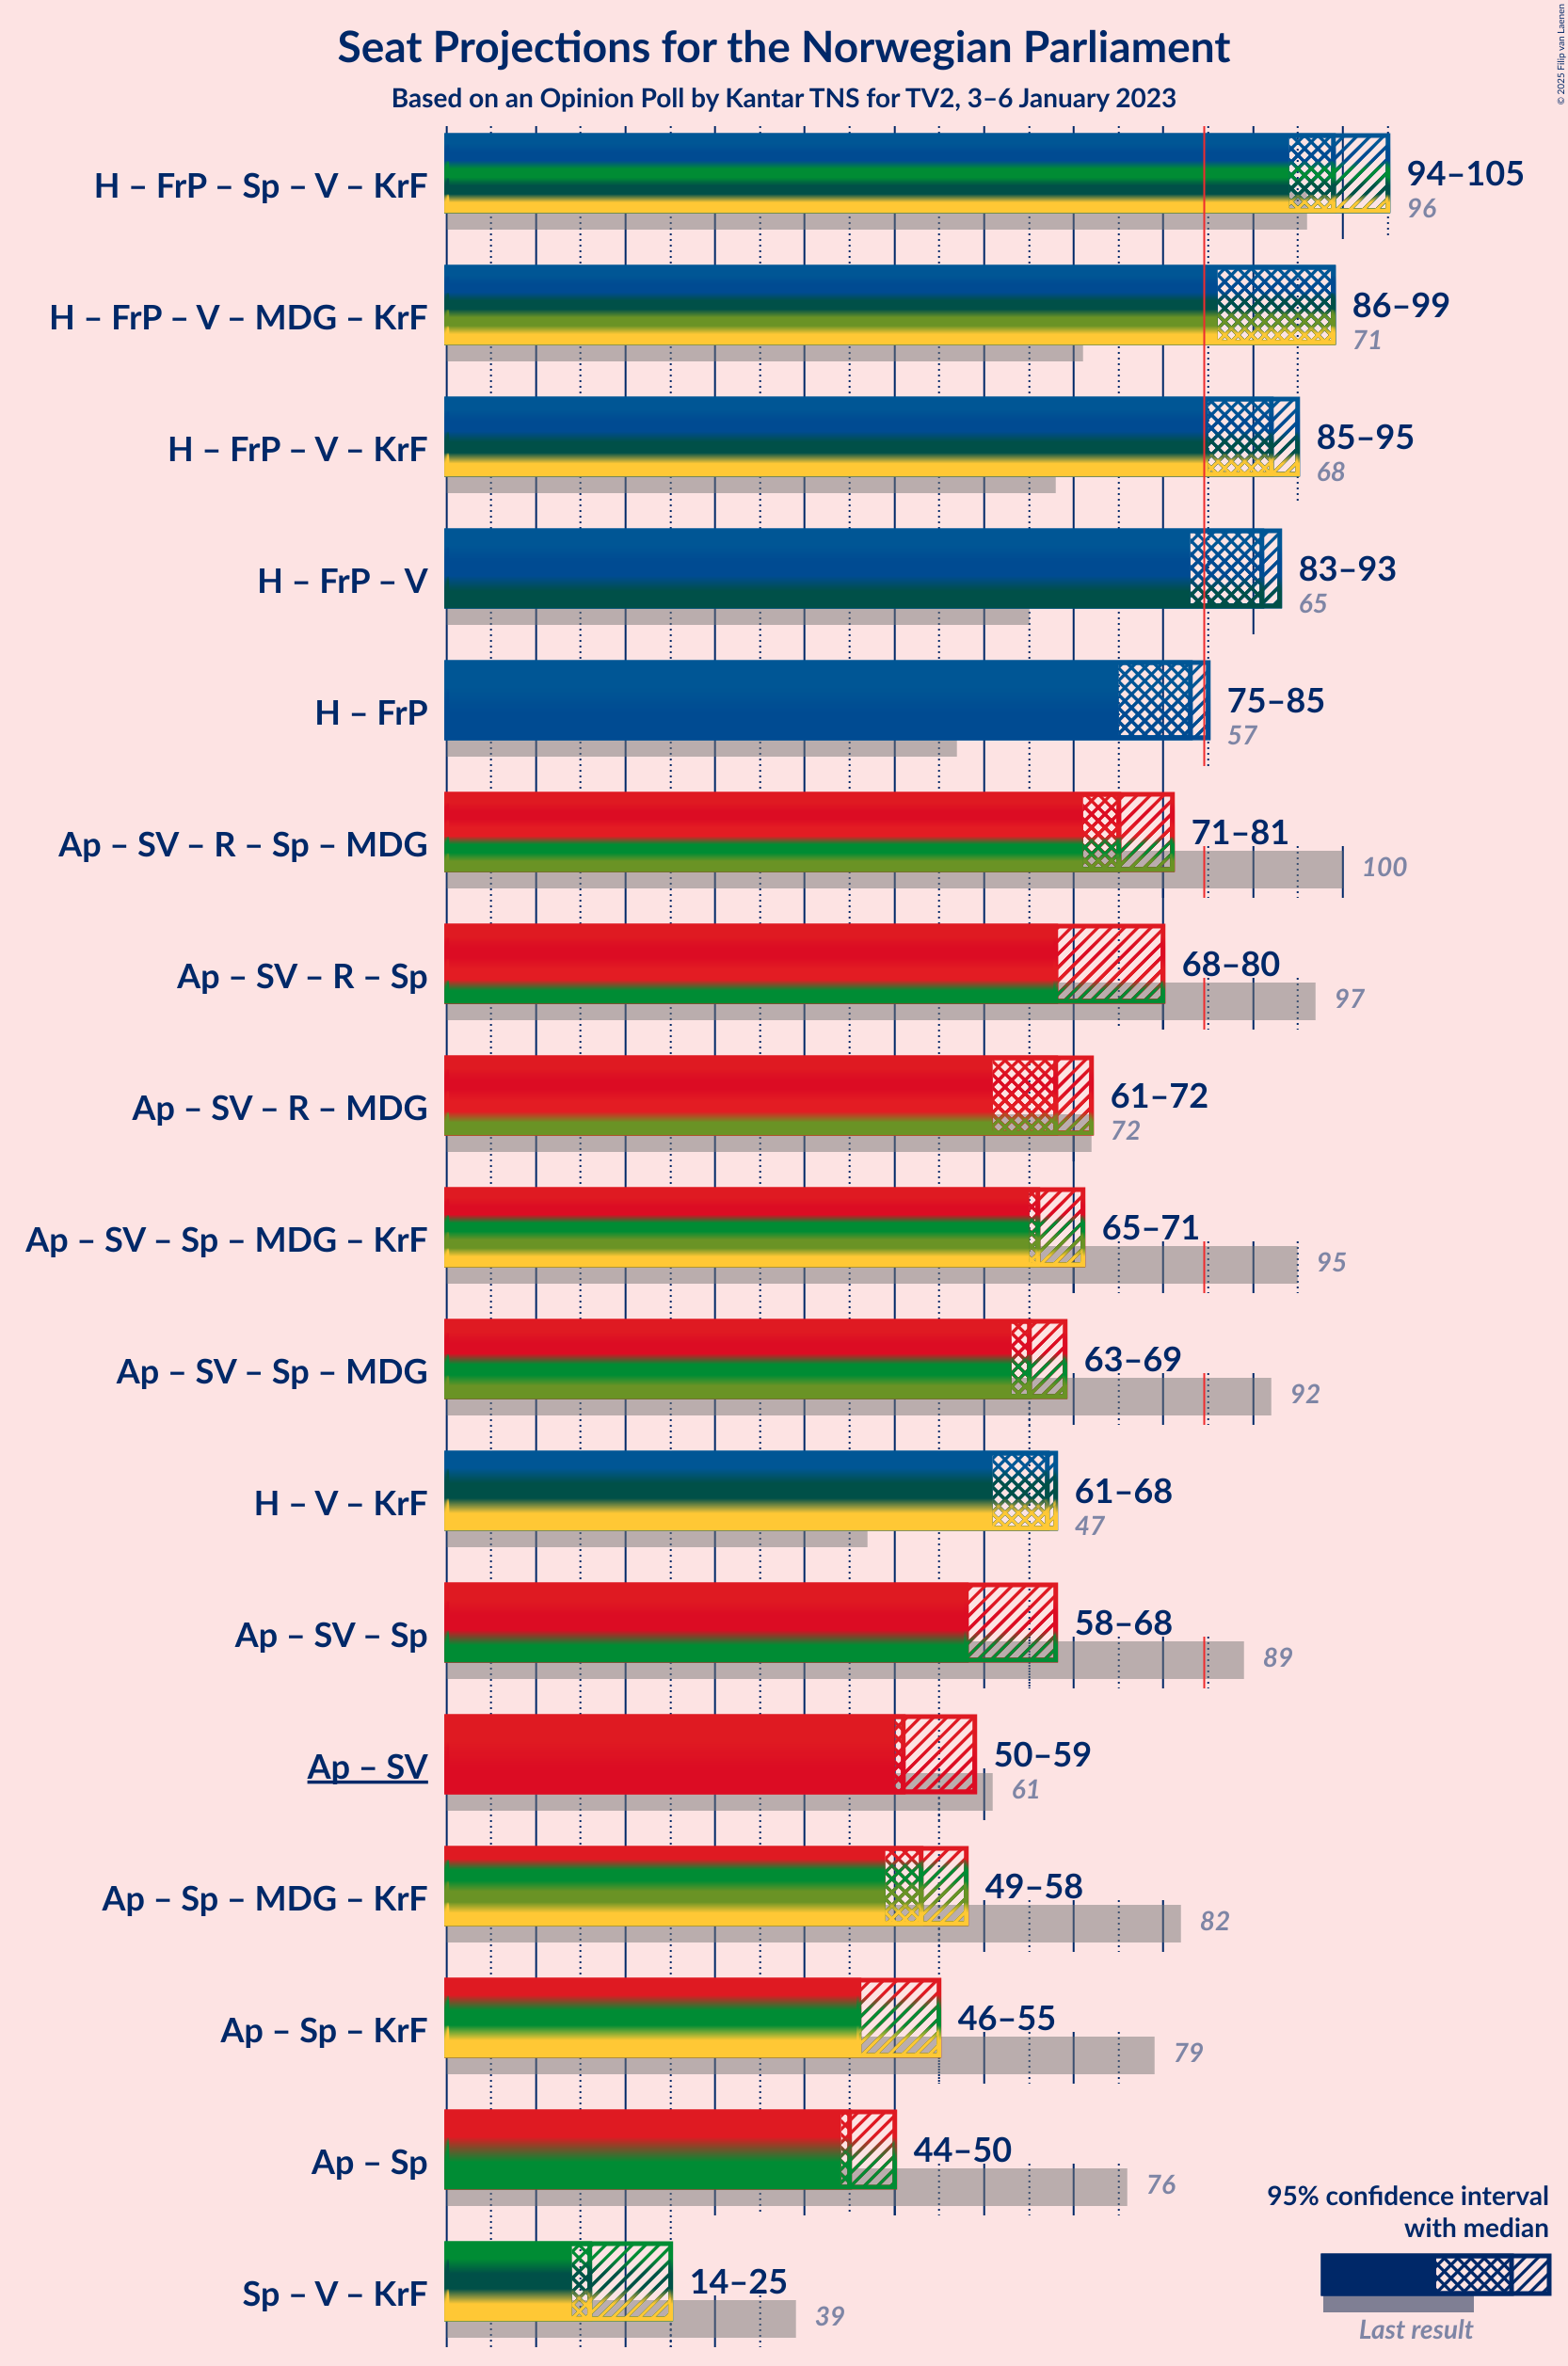 Seat Projections for the Norwegian Parliament
Based on an Opinion Poll by Kantar TNS for TV2, 3–6 January 2023
© 2025 Filip van Laenen
H – FrP – Sp – V – KrF
94–105
96
H – FrP – V – MDG – KrF
86–99
71
H – FrP – V – KrF
85–95
68
H – FrP – V
83–93
65
H – FrP
75–85
57
Ap – SV – R – Sp – MDG
71–81
100
Ap – SV – R – Sp
68–80
97
Ap – SV – R – MDG
61–72
72
Ap – SV – Sp – MDG – KrF
65–71
95
Ap – SV – Sp – MDG
63–69
92
H – V – KrF
61–68
47
Ap – SV – Sp
58–68
89
Ap – SV
50–59
61
Ap – Sp – MDG – KrF
49–58
82
Ap – Sp – KrF
46–55
79
Ap – Sp
44–50
76
Sp – V – KrF
14–25
39
95% confidence interval
with median
Last result